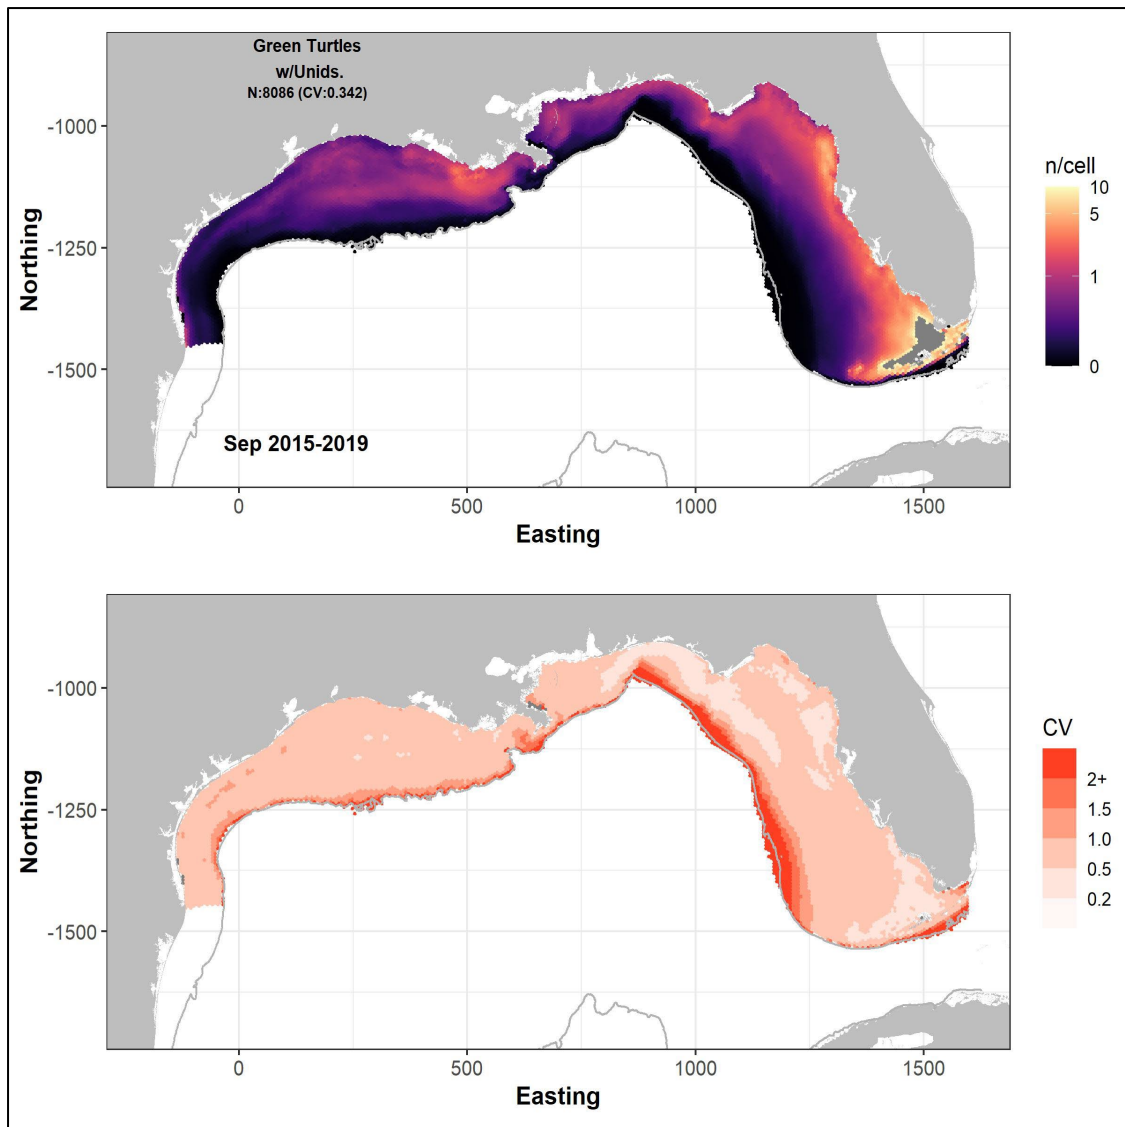 Green Turtles
w/Unids.
N:8086 (CV:0.342)
-1000
-1250
-1500
Northing
Sep 2015-2019
0
500
1000
1500
Easting
n/cell
10
5
1
0
-1000
-1250
-1500
Northing
0
500
1000
1500
Easting
CV
2+
1.5
1.0
0.5
0.2